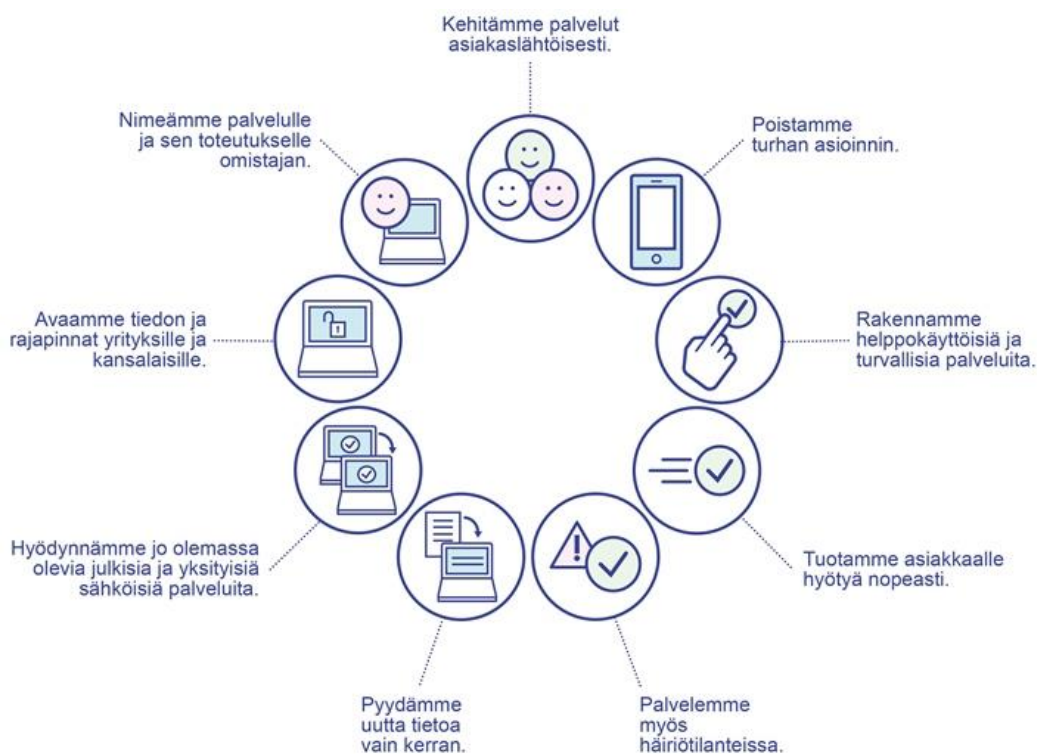 Kehitämme palvelut
asiakaslähtöisesti.
Poistamme
turhan asioinnin.
Rakennamme
helppokäyttöisiä ja
turvallisia palveluita.
Tuotamme asiakkaalle
hyötyä nopeasti.
Palvelemme
myös
häiriötilanteissa.
Pyydämme
uutta tietoa
vain kerran.
Hyödynnämme jo olemassa
olevia julkisia ja yksityisiä
sähköisiä palveluita.
Avaamme tiedon ja
rajapinnat yrityksille ja
kansalaisille.
Nimeämme palvelulle
ja sen toteutukselle
omistajan.